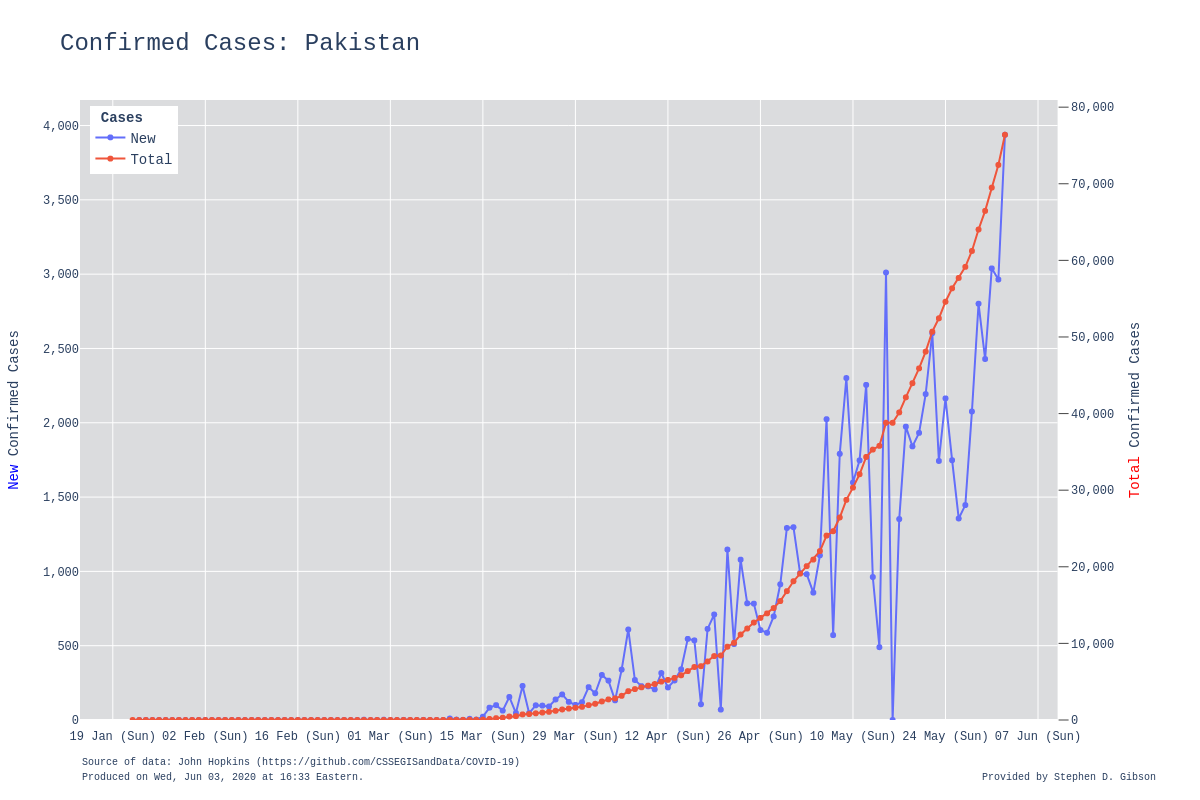 Confirmed Cases: Pakistan
Cases
New
Total
4,000
3,500
3,000
2,500
2,000
1,500
1,000
500
0
New Confirmed Cases
80,000
70,000
60,000
50,000
40,000
30,000
20,000
10,000
0
Total Confirmed Cases
19 Jan (Sun) 02 Feb (Sun) 16 Feb (Sun) 01 Mar (Sun) 15 Mar (Sun) 29 Mar (Sun) 12 Apr (Sun) 26 Apr (Sun) 10 May (Sun) 24 May (Sun) 07 Jun (Sun)
Source of data: John Hopkins (https://github.com/CSSEGISandData/COVID-19)
Produced on Wed, Jun 03, 2020 at 16:33 Eastern.
Provided by Stephen D. Gibson